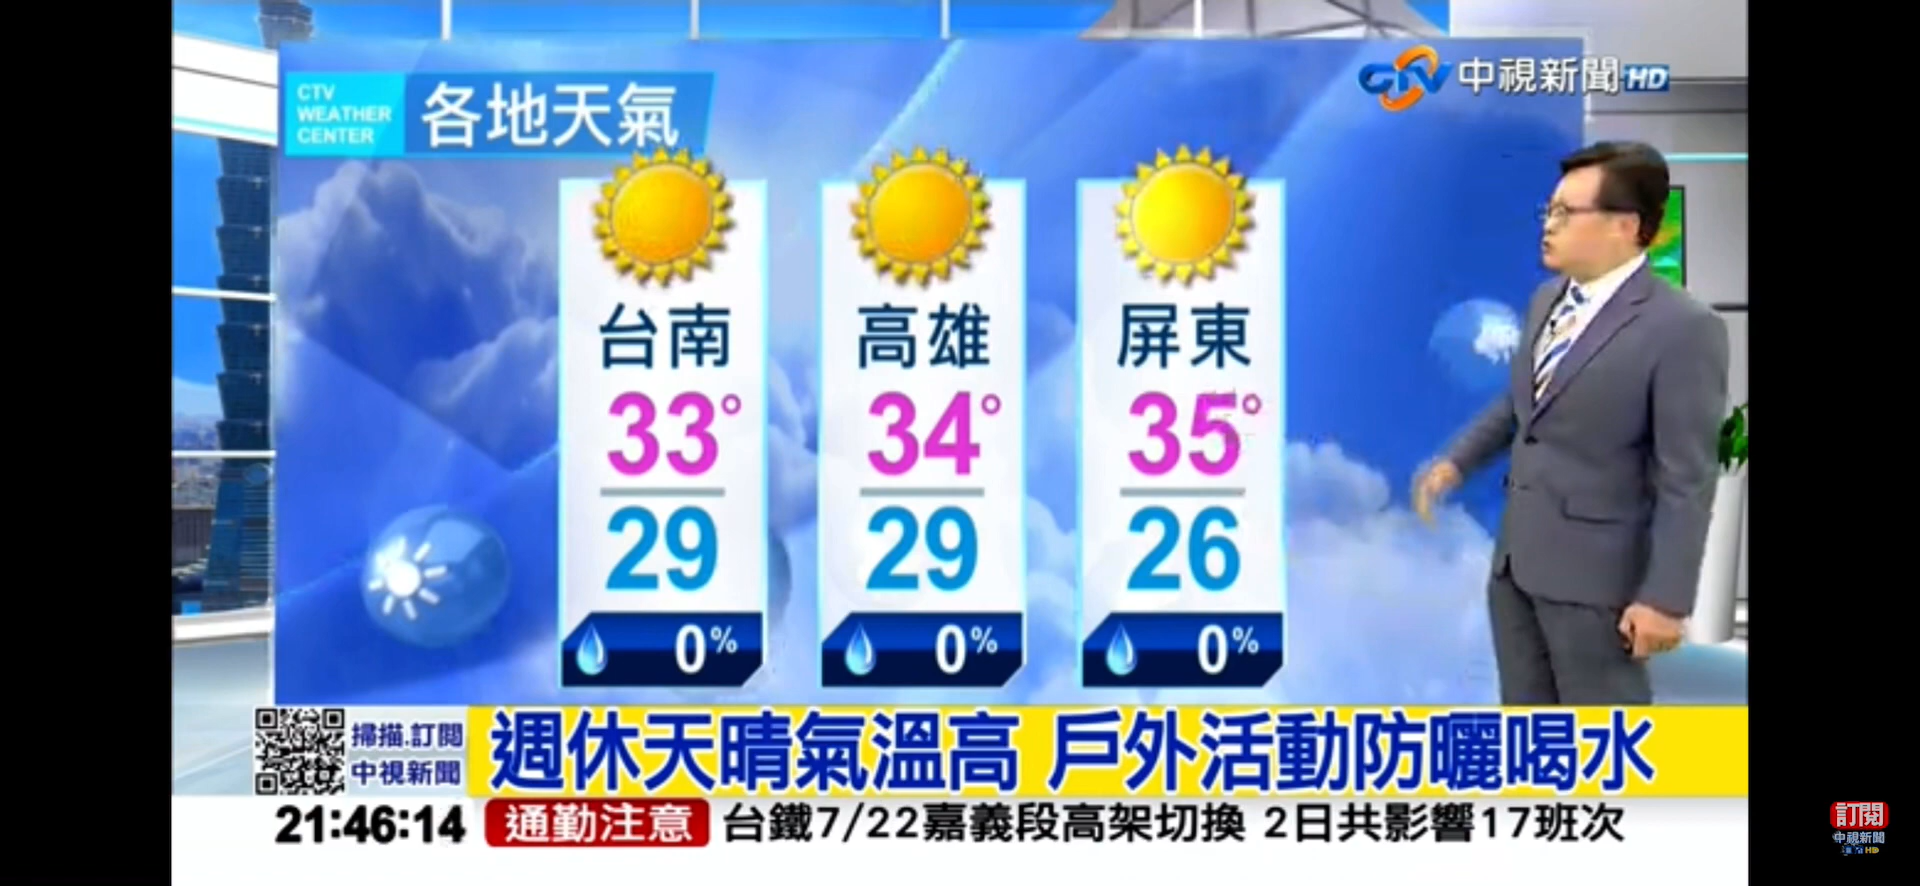 CTV
WEATHER
CENTER
各地天氣
CTV 中視新聞 HD
台南
33°
29
0%
高雄
34°
29
0%
屏東
35°
26
0%
掃描.訂閱
中視新聞
週休天晴氣溫高 戶外活動防曬喝水
21:46:14
通勤注意
台鐵7/22嘉義段高架切換 2日共影響17班次
訂閱
中視新聞
HD